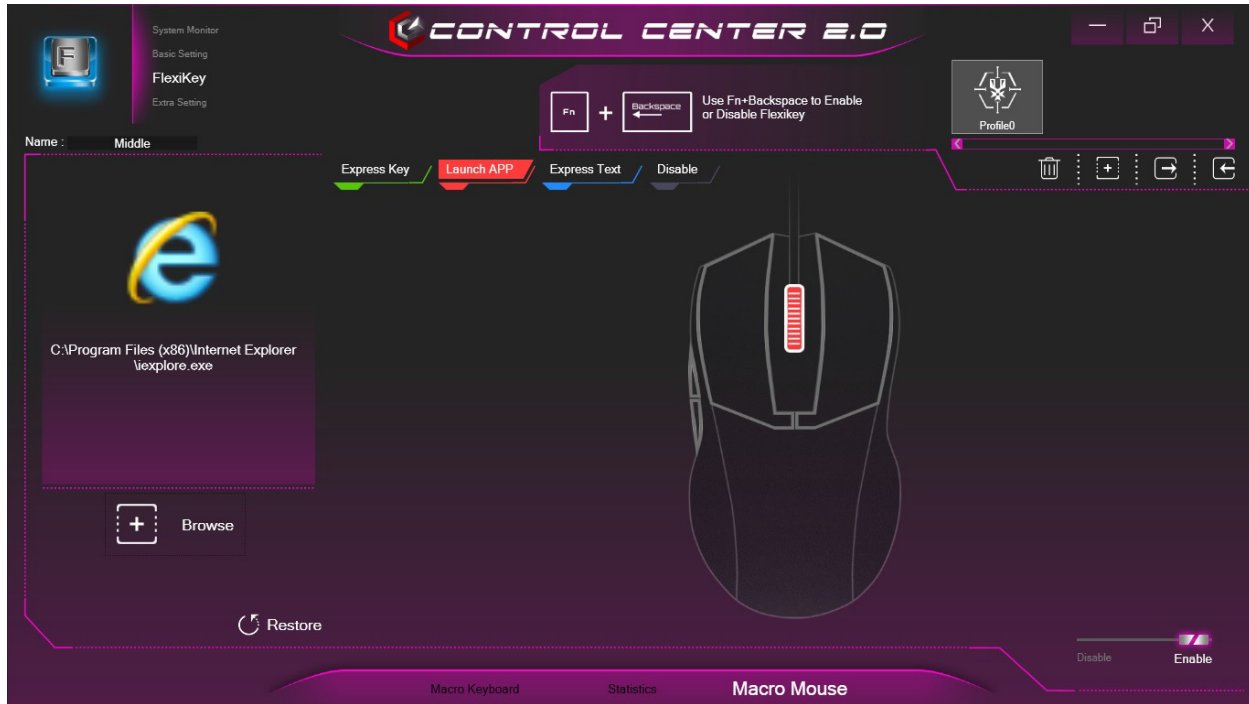 System Monitor
Basic Setting
FlexiKey
Extra Setting
CONTROL CENTER 2.0
F
Fn + Backspace
Use Fn+Backspace to Enable
or Disable Flexikey
Profile0
Name : Middle
Express Key
Launch APP
Express Text
Disable
C:\Program Files (x86)\Internet Explorer
\iexplore.exe
Browse
Restore
Disable
Enable
Macro Keyboard
Statistics
Macro Mouse